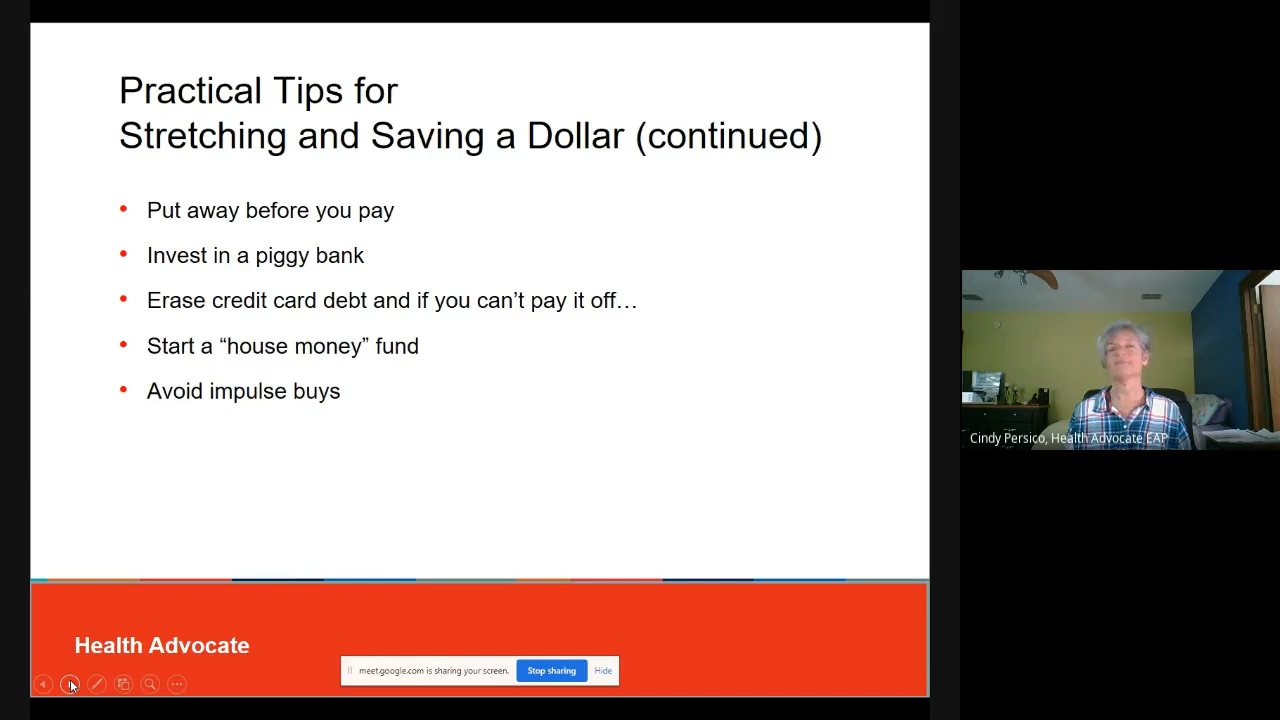 Practical Tips for
Stretching and Saving a Dollar (continued)
• Put away before you pay
• Invest in a piggy bank
• Erase credit card debt and if you can’t pay it off…
• Start a “house money” fund
• Avoid impulse buys
Cindy Persico, Health Advocate EAP
Health Advocate
meet.google.com is sharing your screen.
Stop sharing
Hide